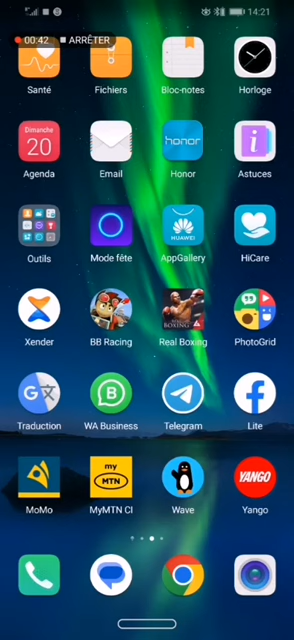 14:21
00:42 ARRÊTER
Santé Fichiers Bloc-notes Horloge
Dimanche
20
honor
Agenda Email Honor Astuces
HUAWEI
Outils Mode fête AppGallery HiCare
REAL BOXING
Xender BB Racing Real Boxing PhotoGrid
G 文
B
Traduction WA Business Telegram Lite
my
MTN
YANGO
MoMo MyMTN CI Wave Yango